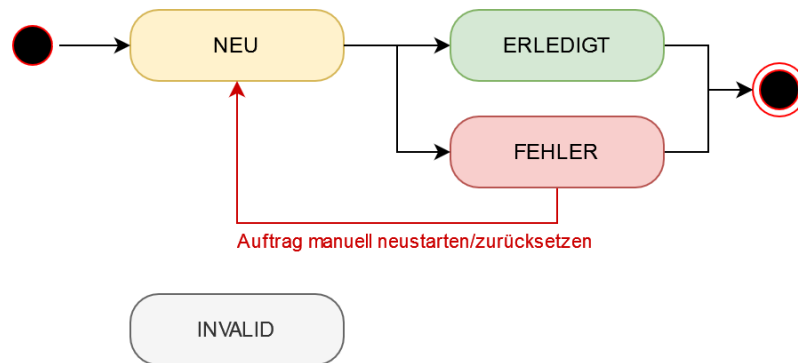 NEU
ERLEDIGT
FEHLER
Auftrag manuell neustarten/zurücksetzen
INVALID